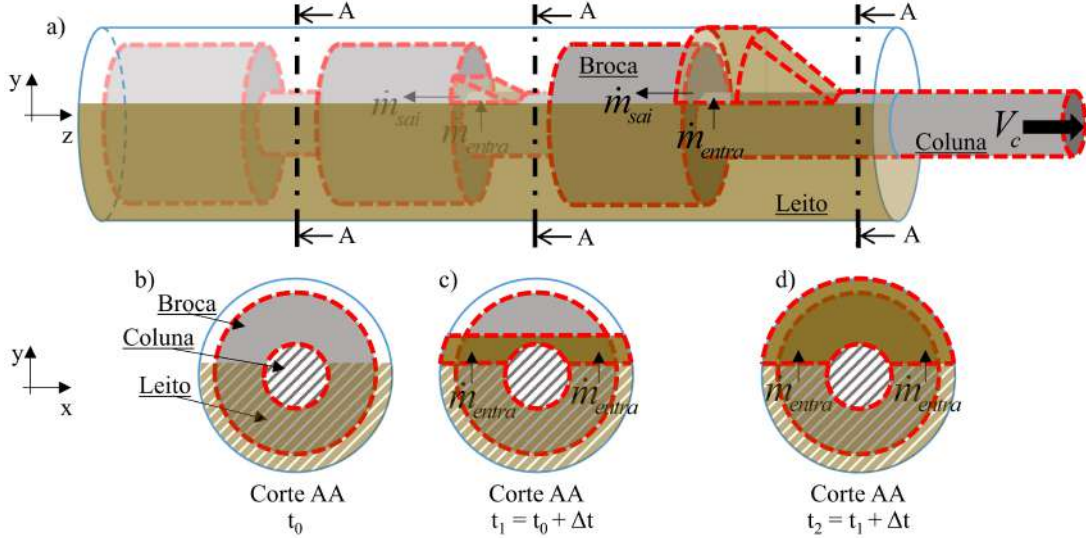 a)
A
A
A
y
z
Broca
ṁsai
ṁentra
ṁsai
ṁentra
Coluna
Vc
Leito
A
A
A
b)
c)
d)
Broca
Coluna
Leito
y
x
ṁentra
ṁentra
ṁentra
ṁentra
Corte AA
t0
Corte AA
t1 = t0 + Δt
Corte AA
t2 = t1 + Δt